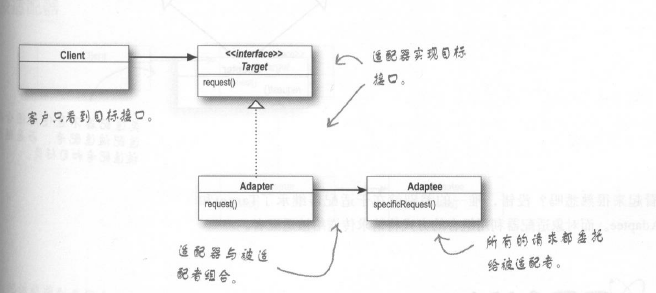 Client
<<interface>>
Target
request()
适配器实现目标
接口。
客户只看到目标接口。
Adapter
request()
Adaptee
specificRequest()
适配器与被适
配者组合。
所有的请求都委托
给被适配者。